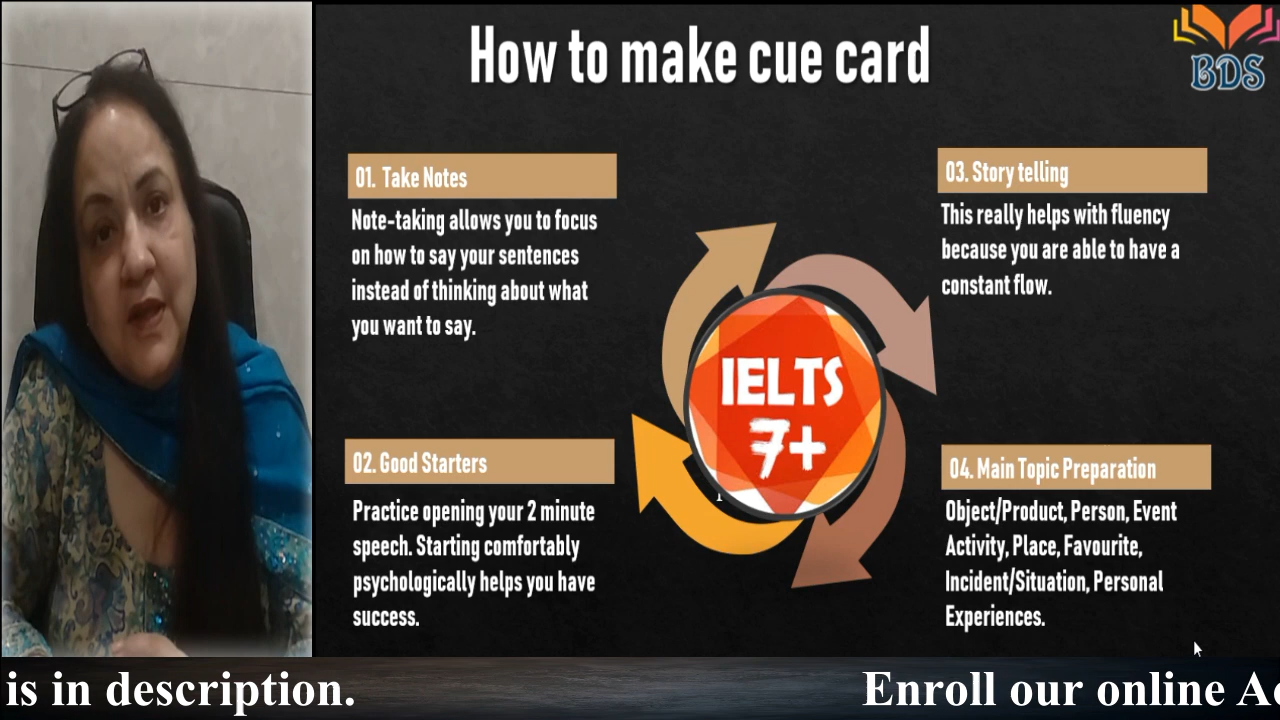 How to make cue card
BDS
01. Take Notes
Note-taking allows you to focus
on how to say your sentences
instead of thinking about what
you want to say.
02. Good Starters
Practice opening your 2 minute
speech. Starting comfortably
psychologically helps you have
success.
03. Story telling
This really helps with fluency
because you are able to have a
constant flow.
04. Main Topic Preparation
Object/Product, Person, Event
Activity, Place, Favourite,
Incident/Situation, Personal
Experiences.
IELTS
7+
is in description.
Enroll our online